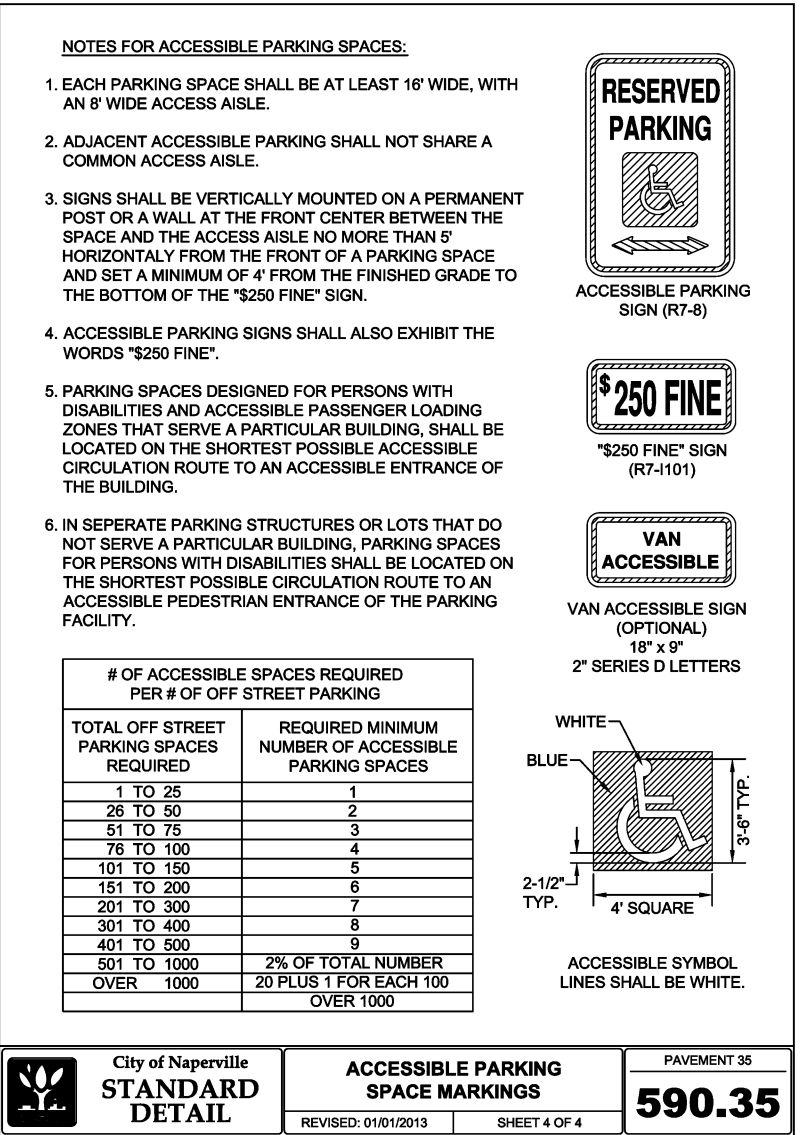 NOTES FOR ACCESSIBLE PARKING SPACES:
1. EACH PARKING SPACE SHALL BE AT LEAST 16' WIDE, WITH
AN 8' WIDE ACCESS AISLE.
2. ADJACENT ACCESSIBLE PARKING SHALL NOT SHARE A
COMMON ACCESS AISLE.
3. SIGNS SHALL BE VERTICALLY MOUNTED ON A PERMANENT
POST OR A WALL AT THE FRONT CENTER BETWEEN THE
SPACE AND THE ACCESS AISLE NO MORE THAN 5'
HORIZONTALY FROM THE FRONT OF A PARKING SPACE
AND SET A MINIMUM OF 4' FROM THE FINISHED GRADE TO
THE BOTTOM OF THE "$250 FINE" SIGN.
4. ACCESSIBLE PARKING SIGNS SHALL ALSO EXHIBIT THE
WORDS "$250 FINE".
5. PARKING SPACES DESIGNED FOR PERSONS WITH
DISABILITIES AND ACCESSIBLE PASSENGER LOADING
ZONES THAT SERVE A PARTICULAR BUILDING, SHALL BE
LOCATED ON THE SHORTEST POSSIBLE ACCESSIBLE
CIRCULATION ROUTE TO AN ACCESSIBLE ENTRANCE OF
THE BUILDING.
6. IN SEPERATE PARKING STRUCTURES OR LOTS THAT DO
NOT SERVE A PARTICULAR BUILDING, PARKING SPACES
FOR PERSONS WITH DISABILITIES SHALL BE LOCATED ON
THE SHORTEST POSSIBLE CIRCULATION ROUTE TO AN
ACCESSIBLE PEDESTRIAN ENTRANCE OF THE PARKING
FACILITY.
# OF ACCESSIBLE SPACES REQUIRED
PER # OF OFF STREET PARKING
TOTAL OFF STREET
PARKING SPACES
REQUIRED
REQUIRED MINIMUM
NUMBER OF ACCESSIBLE
PARKING SPACES
1 TO 25 1
26 TO 50 2
51 TO 75 3
76 TO 100 4
101 TO 150 5
151 TO 200 6
201 TO 300 7
301 TO 400 8
401 TO 500 9
501 TO 1000 2% OF TOTAL NUMBER
OVER 1000 20 PLUS 1 FOR EACH 100
OVER 1000
RESERVED
PARKING
ACCESSIBLE PARKING
SIGN (R7-8)
$250 FINE
"$250 FINE" SIGN
(R7-I101)
VAN
ACCESSIBLE
VAN ACCESSIBLE SIGN
(OPTIONAL)
18" x 9"
2" SERIES D LETTERS
WHITE
BLUE
3'-6" TYP.
2-1/2"
TYP.
4' SQUARE
ACCESSIBLE SYMBOL
LINES SHALL BE WHITE.
City of Naperville
STANDARD
DETAIL
ACCESSIBLE PARKING
SPACE MARKINGS
REVISED: 01/01/2013
SHEET 4 OF 4
PAVEMENT 35
590.35